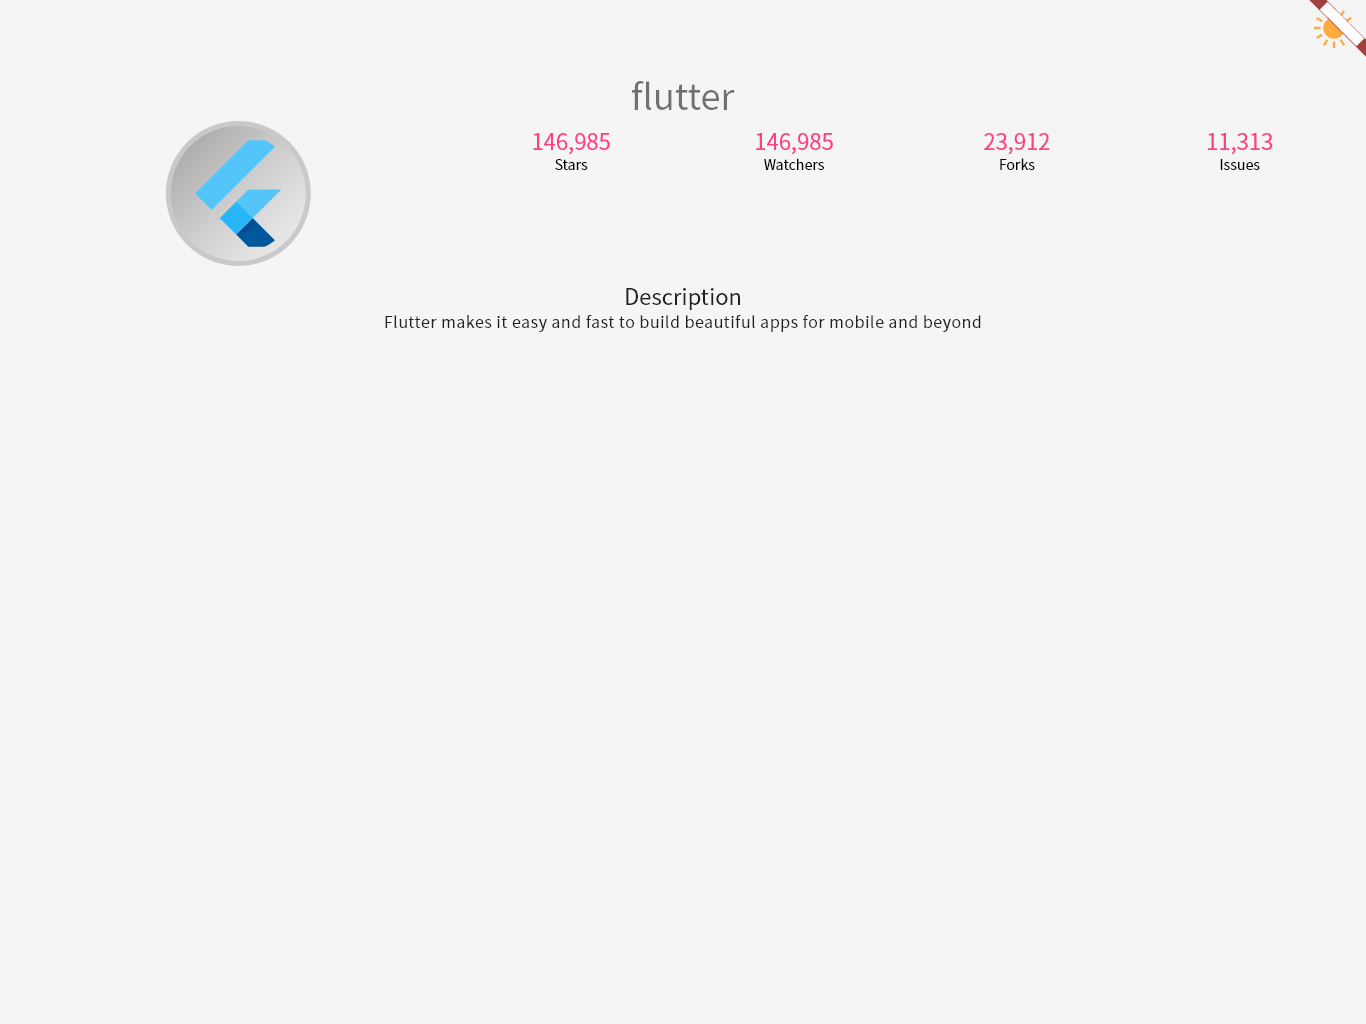 flutter
146,985 146,985 23,912 11,313
Stars Watchers Forks Issues
Description
Flutter makes it easy and fast to build beautiful apps for mobile and beyond